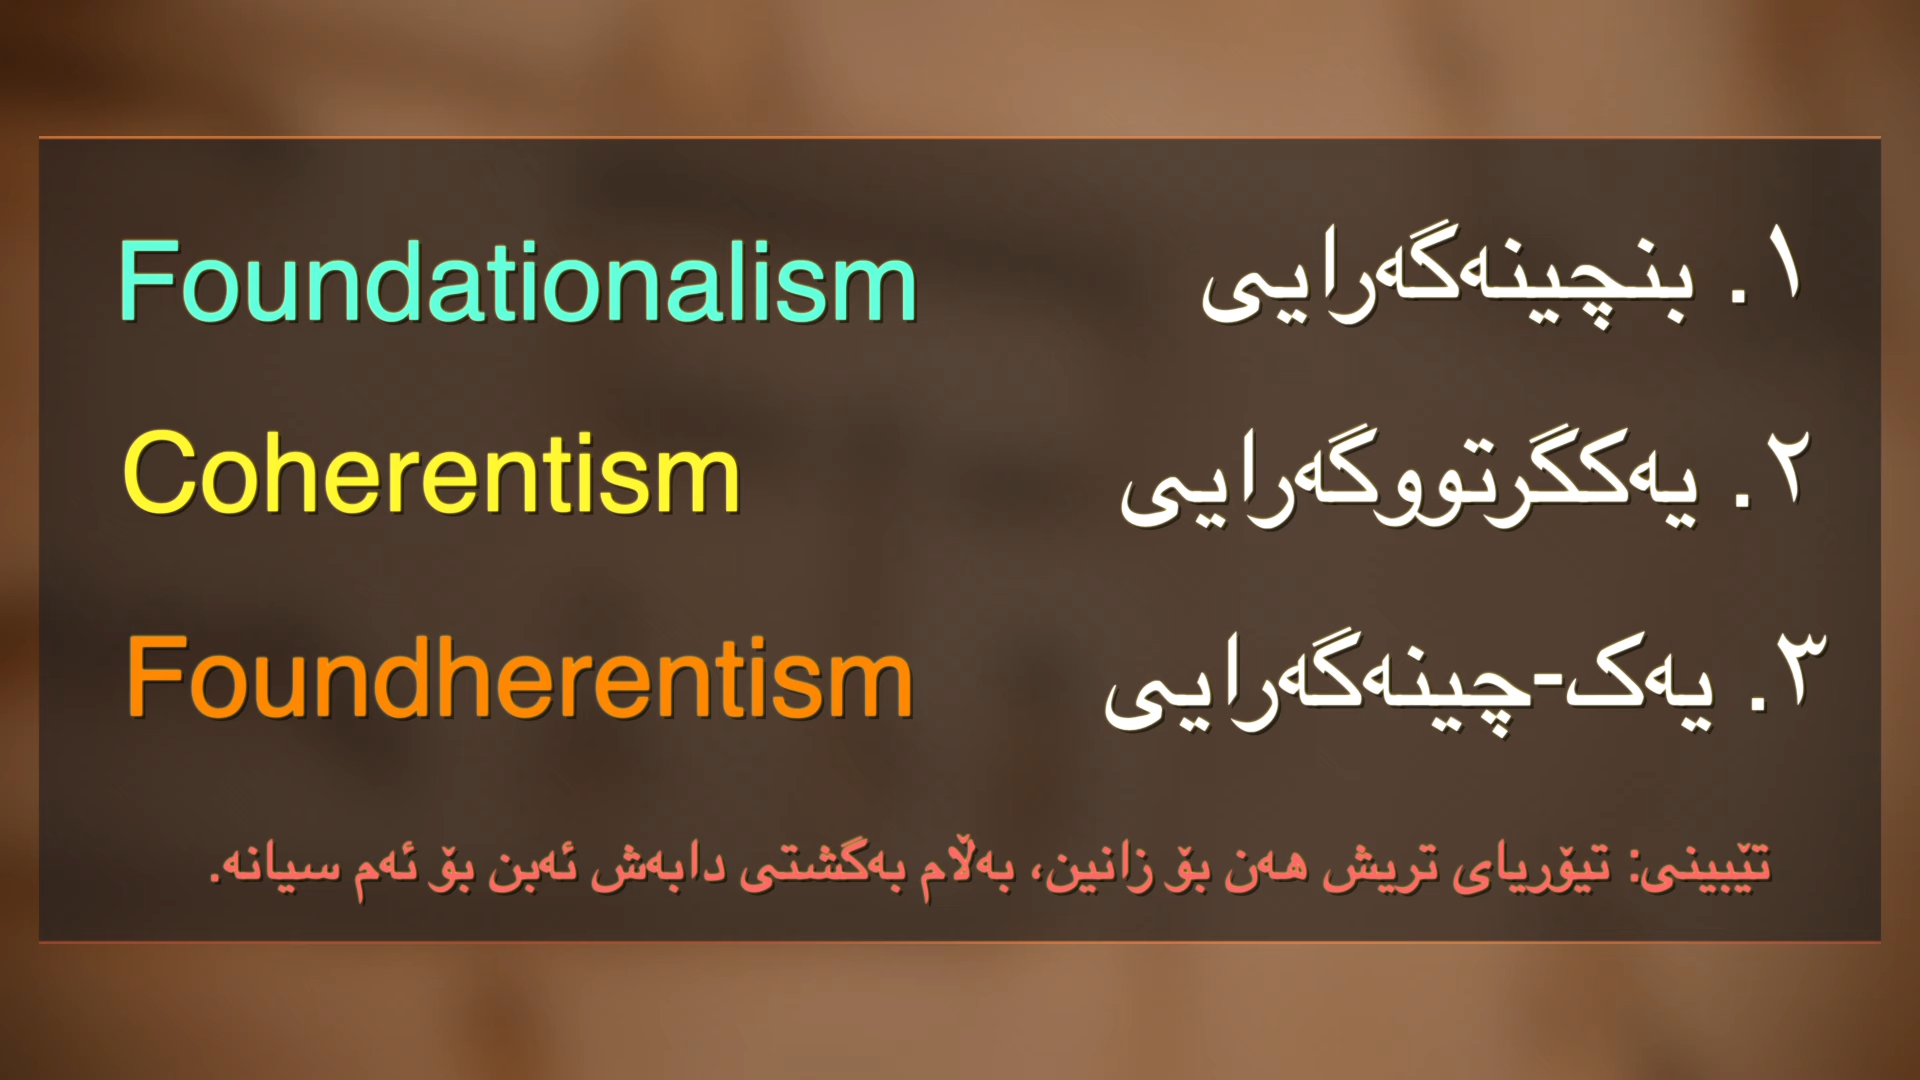 Foundationalism ١. بنچینەگەرایی
Coherentism ٢. یەککگرتووگەرایی
Foundherentism ٣. یەک-چینەگەرایی
تێبینی: تیۆریای تریش هەن بۆ زانین، بەڵام بەگشتی دابەش ئەبن بۆ ئەم سیانە.